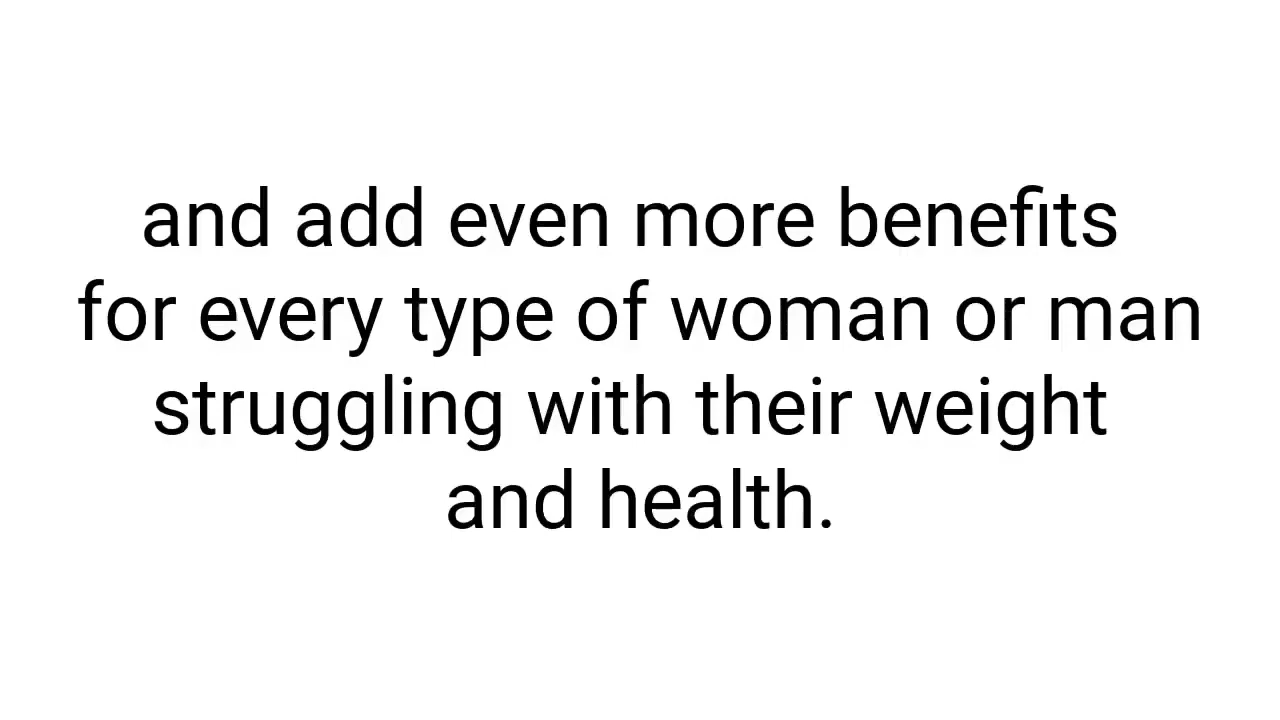 and add even more benefits
for every type of woman or man
struggling with their weight
and health.